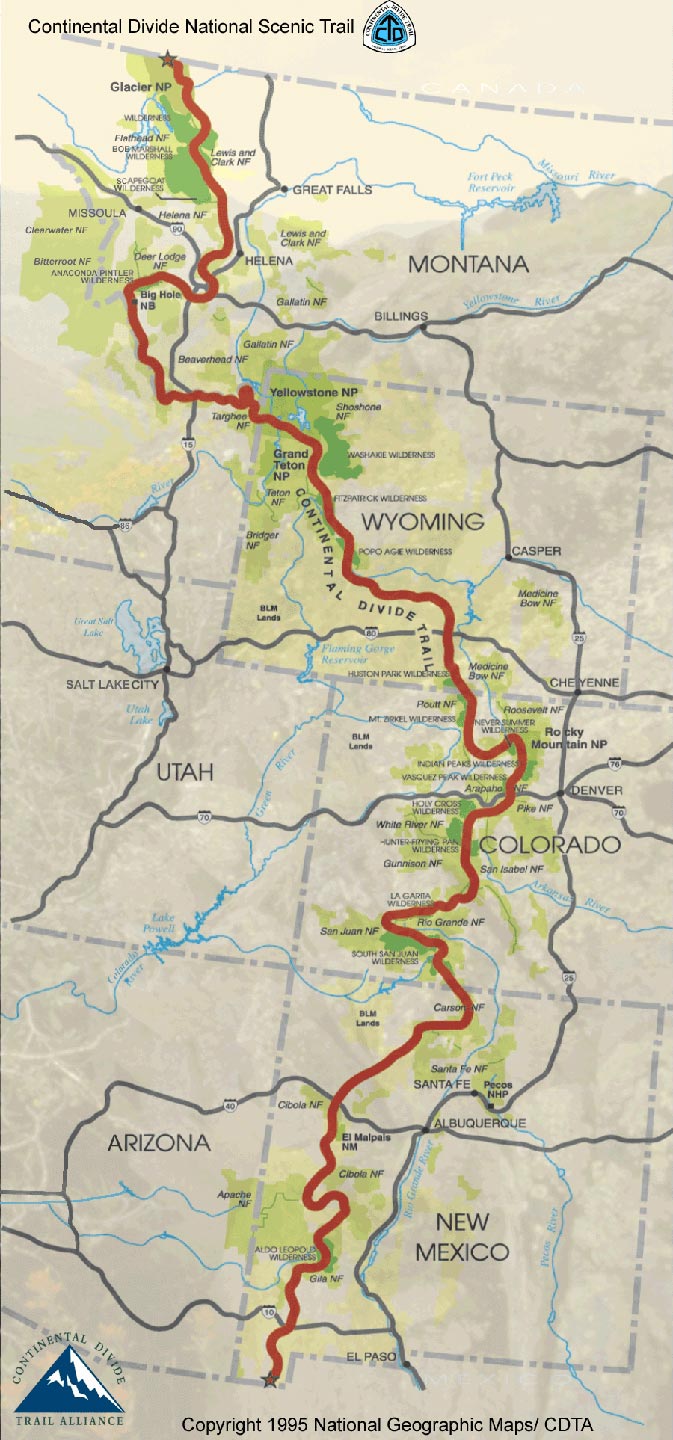 Continental Divide National Scenic Trail
CONTINENTAL DIVIDE TRAIL
CANADA
Glacier NP
WILDERNESS
Flathead NF
BOB MARSHALL
WILDERNESS
Lewis and
Clark NF
SCAPEGOAT
WILDERNESS
GREAT FALLS
Fort Peck
Reservoir
Missouri River
MISSOULA
Helena NF
90
Clearwater NF
Lewis and
Clark NF
Deer Lodge
NF
HELENA
MONTANA
Bitterroot NF
ANACONDA PINTLER
WILDERNESS
Big Hole
NB
Gallatin NF
Yellowstone River
BILLINGS
Gallatin NF
Beaverhead NF
Yellowstone NP
Targhee
NF
Shoshone
NF
15
Grand
Teton
NP
WASHAKIE WILDERNESS
River
Teton
NF
FITZPATRICK WILDERNESS
86
WYOMING
Bridger
NF
POPO AGIE WILDERNESS
CASPER
CONTINENTAL DIVIDE TRAIL
Medicine
Bow NF
BLM
Lands
Great Salt
Lake
80
25
Flaming Gorge
Reservoir
SALT LAKE CITY
HUSTON PARK WILDERNESS
Medicine
Bow NF
CHEYENNE
Utah
Lake
Routt NF
Roosevelt NF
MT. ZIRKEL WILDERNESS
NEVER SUMMER
WILDERNESS
Rocky
Mountain NP
BLM
Lands
Green River
INDIAN PEAKS WILDERNESS
76
UTAH
VASQUEZ PEAK WILDERNESS
Arapaho NF
DENVER
HOLY CROSS
WILDERNESS
Pike NF
70
70
White River NF
HUNTER-FRYING PAN
WILDERNESS
COLORADO
Gunnison NF
San Isabel NF
Arkansas River
LA GARITA
WILDERNESS
Lake
Powell
Rio Grande NF
San Juan NF
SOUTH SAN JUAN
WILDERNESS
Colorado
River
25
BLM
Lands
Carson NF
Santa Fe NF
SANTA FE
Pecos
NHP
40
Cibola NF
ALBUQUERQUE
ARIZONA
El Malpais
NM
Cibola NF
Rio Grande River
Apache
NF
Pecos River
NEW
MEXICO
ALDO LEOPOLD
WILDERNESS
Gila NF
10
EL PASO
MEXICO
CONTINENTAL DIVIDE
TRAIL ALLIANCE
Copyright 1995 National Geographic Maps/ CDTA